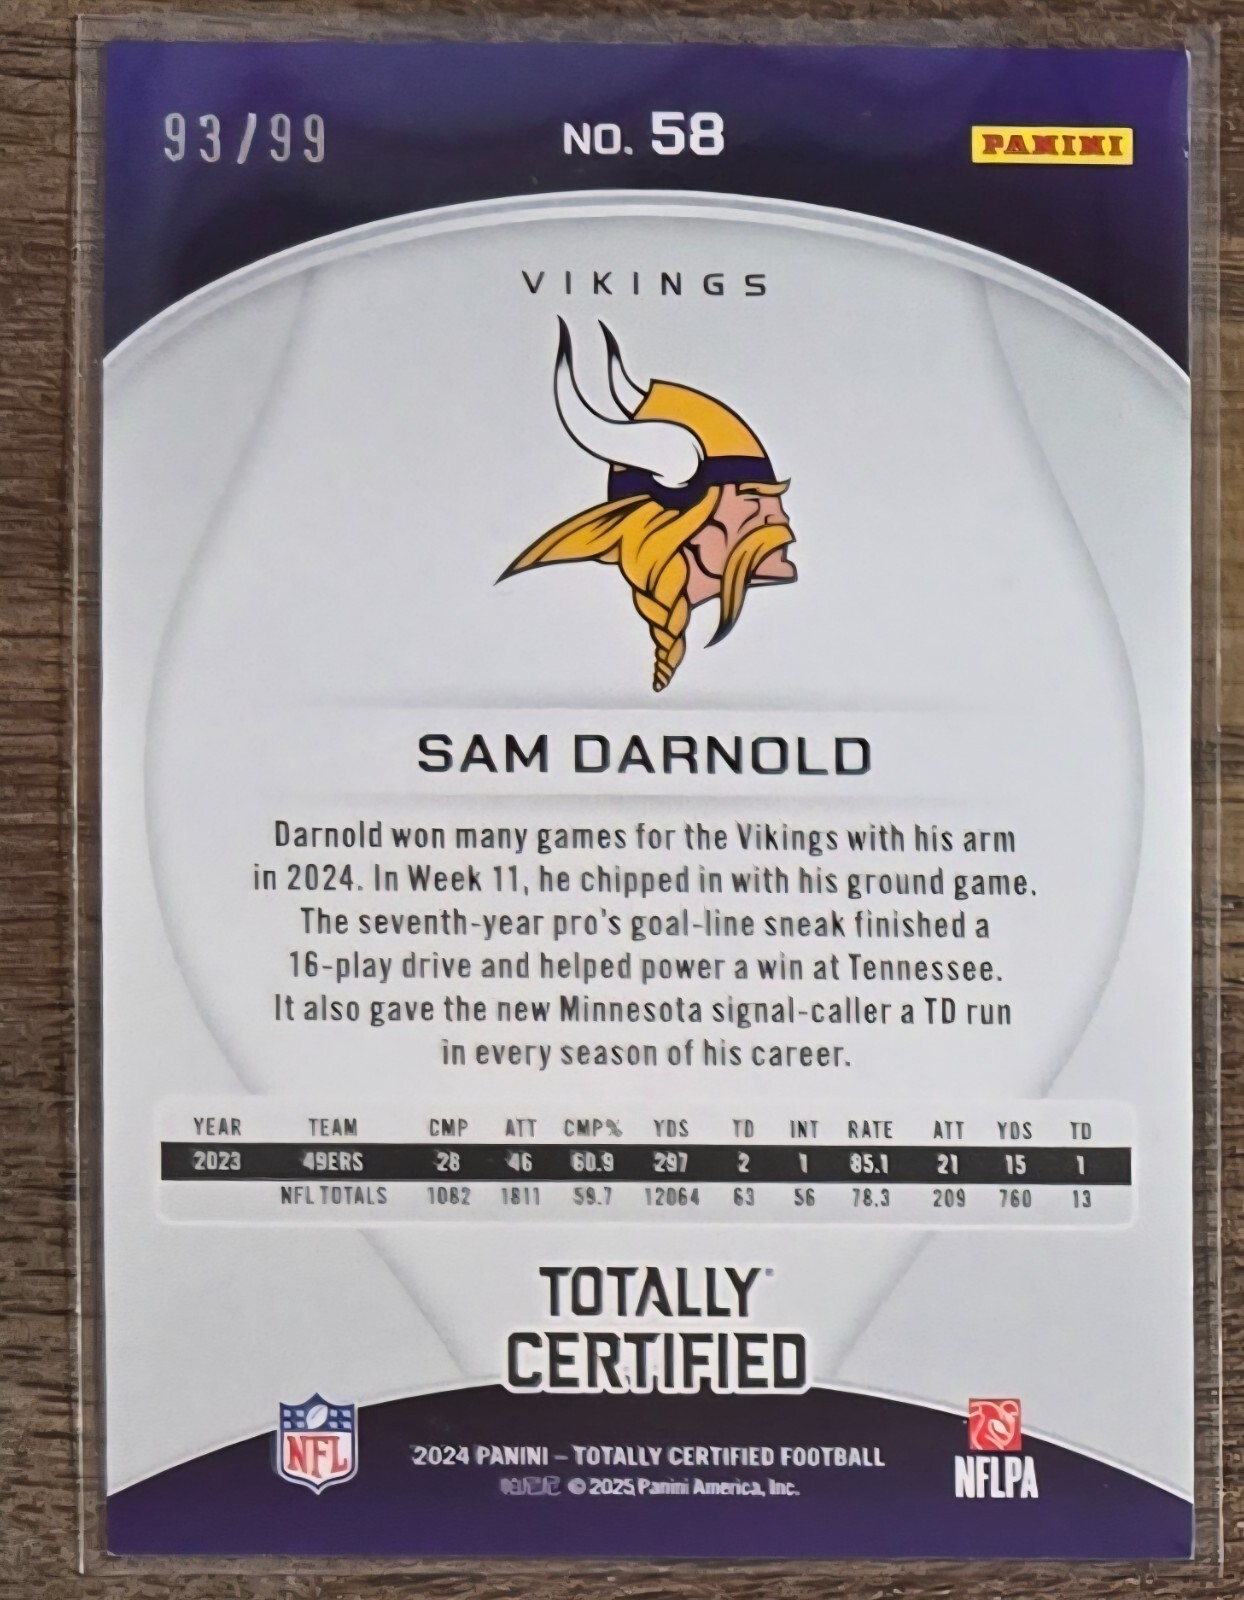 93/99
NO. 58
PANINI
VIKINGS
SAM DARNOLD
Darnold won many games for the Vikings with his arm
in 2024. In Week 11, he chipped in with his ground game.
The seventh-year pro's goal-line sneak finished a
16-play drive and helped power a win at Tennessee.
It also gave the new Minnesota signal-caller a TD run
in every season of his career.
YEAR TEAM CMP ATT CMP% YDS TD INT RATE ATT YDS TD
2023 49ERS 28 46 60.9 297 2 1 85.1 21 15 1
NFL TOTALS 1082 1811 59.7 12064 63 56 78.3 209 760 13
TOTALLY
CERTIFIED
NFL
2024 PANINI – TOTALLY CERTIFIED FOOTBALL
© 2025 Panini America, Inc.
NFLPA